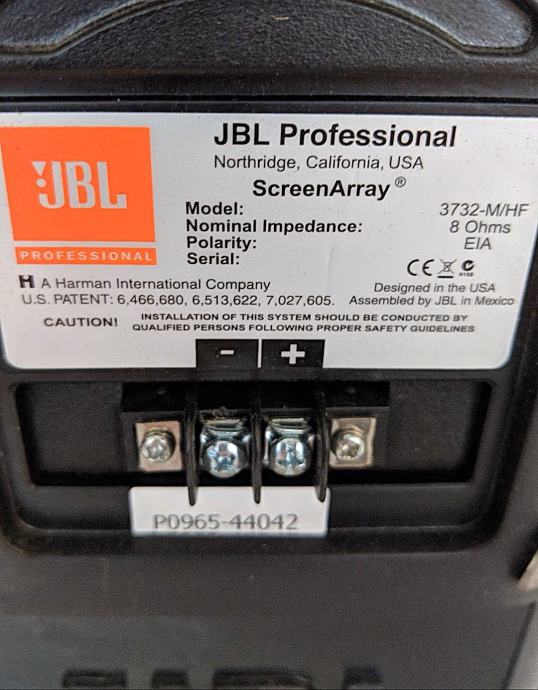 JBL
PROFESSIONAL
JBL Professional
Northridge, California, USA
ScreenArray®
Model: 3732-M/HF
Nominal Impedance: 8 Ohms
Polarity: EIA
Serial:
CE
H A Harman International Company
Designed in the USA
U.S. PATENT: 6,466,680, 6,513,622, 7,027,605.
Assembled by JBL in Mexico
CAUTION!
INSTALLATION OF THIS SYSTEM SHOULD BE CONDUCTED BY
QUALIFIED PERSONS FOLLOWING PROPER SAFETY GUIDELINES
- +
P0965-44042